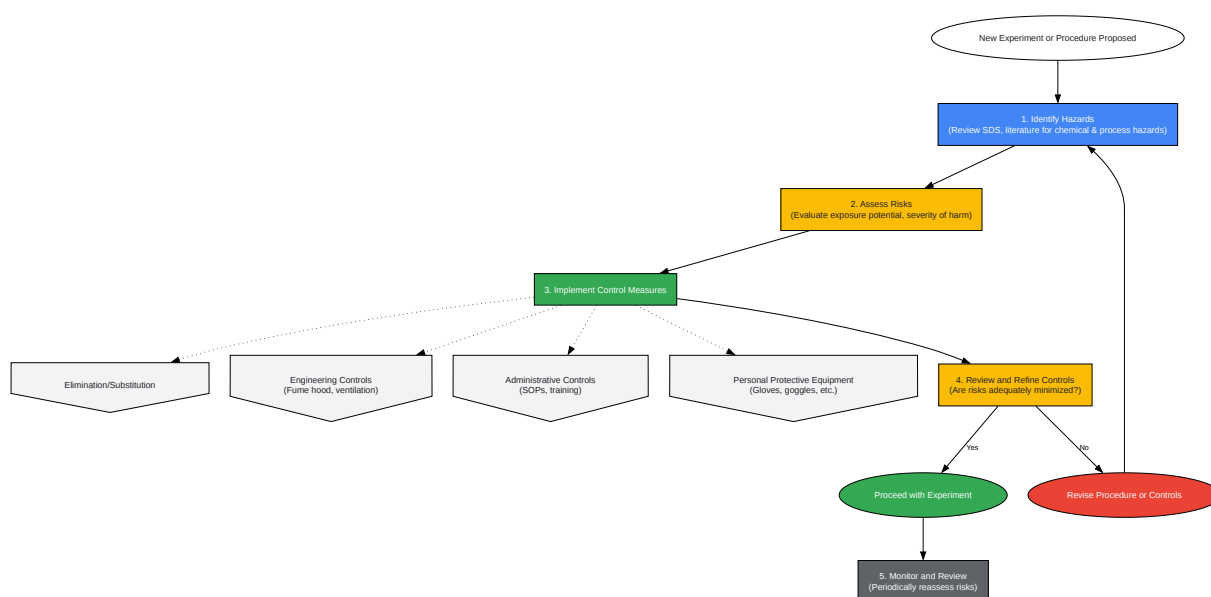 New Experiment or Procedure Proposed
1. Identify Hazards
(Review SDS, literature for chemical & process hazards)
2. Assess Risks
(Evaluate exposure potential, severity of harm)
3. Implement Control Measures
Elimination/Substitution
Engineering Controls
(Fume hood, ventilation)
Administrative Controls
(SOPs, training)
Personal Protective Equipment
(Gloves, goggles, etc.)
4. Review and Refine Controls
(Are risks adequately minimized?)
Yes
No
Proceed with Experiment
Revise Procedure or Controls
5. Monitor and Review
(Periodically reassess risks)